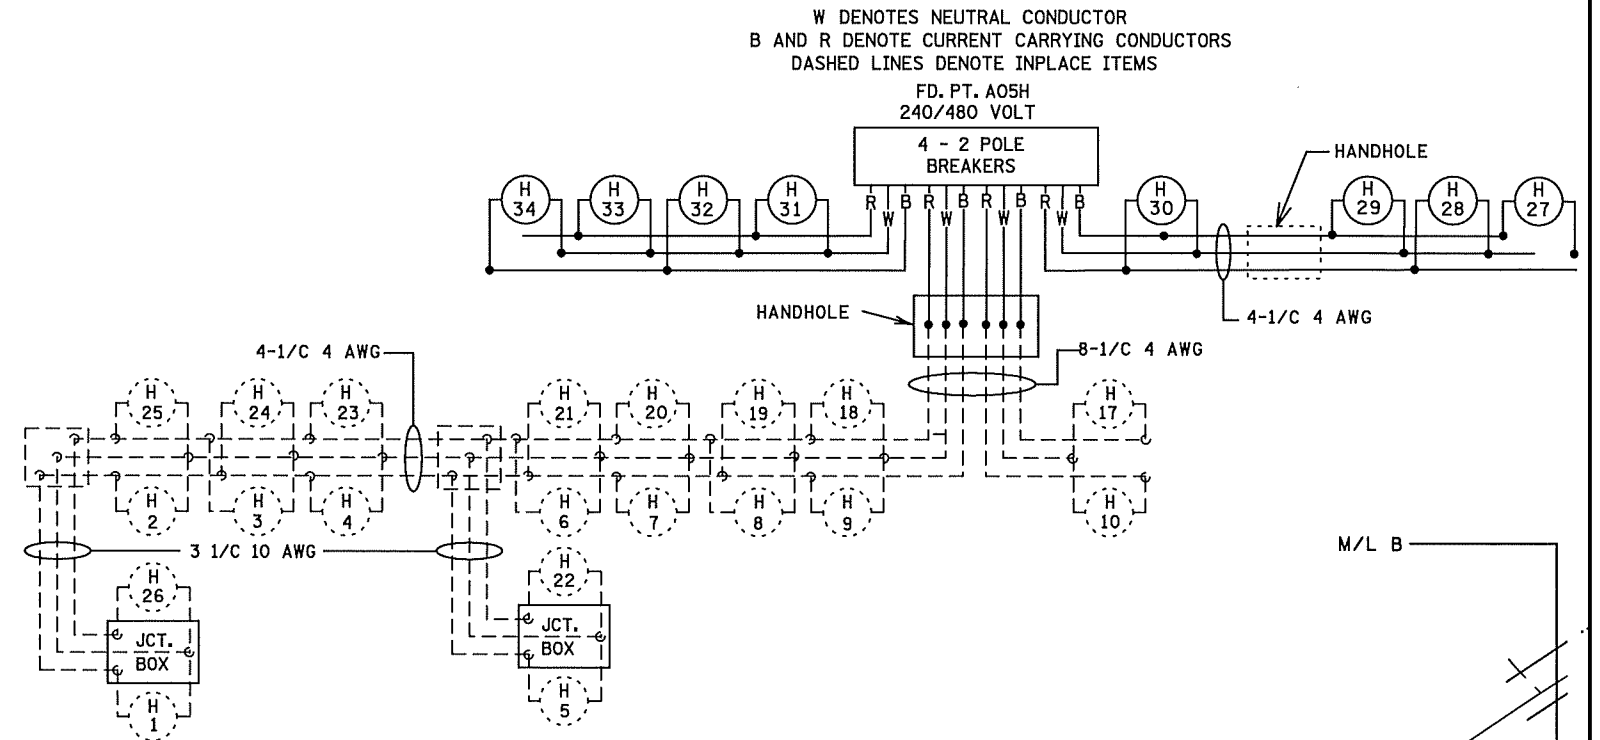 W DENOTES NEUTRAL CONDUCTOR
B AND R DENOTE CURRENT CARRYING CONDUCTORS
DASHED LINES DENOTE INPLACE ITEMS
FD. PT. A05H
240/480 VOLT
4 - 2 POLE
BREAKERS
HANDHOLE
H
34
H
33
H
32
H
31
R
W
B
R
W
B
R
W
B
R
W
B
H
30
H
29
H
28
H
27
HANDHOLE
4-1/C 4 AWG
4-1/C 4 AWG
8-1/C 4 AWG
H
25
H
24
H
23
H
21
H
20
H
19
H
18
H
17
H
2
H
3
H
4
H
6
H
7
H
8
H
9
H
10
3 1/C 10 AWG
M/L B
H
26
H
22
JCT.
BOX
JCT.
BOX
H
1
H
5